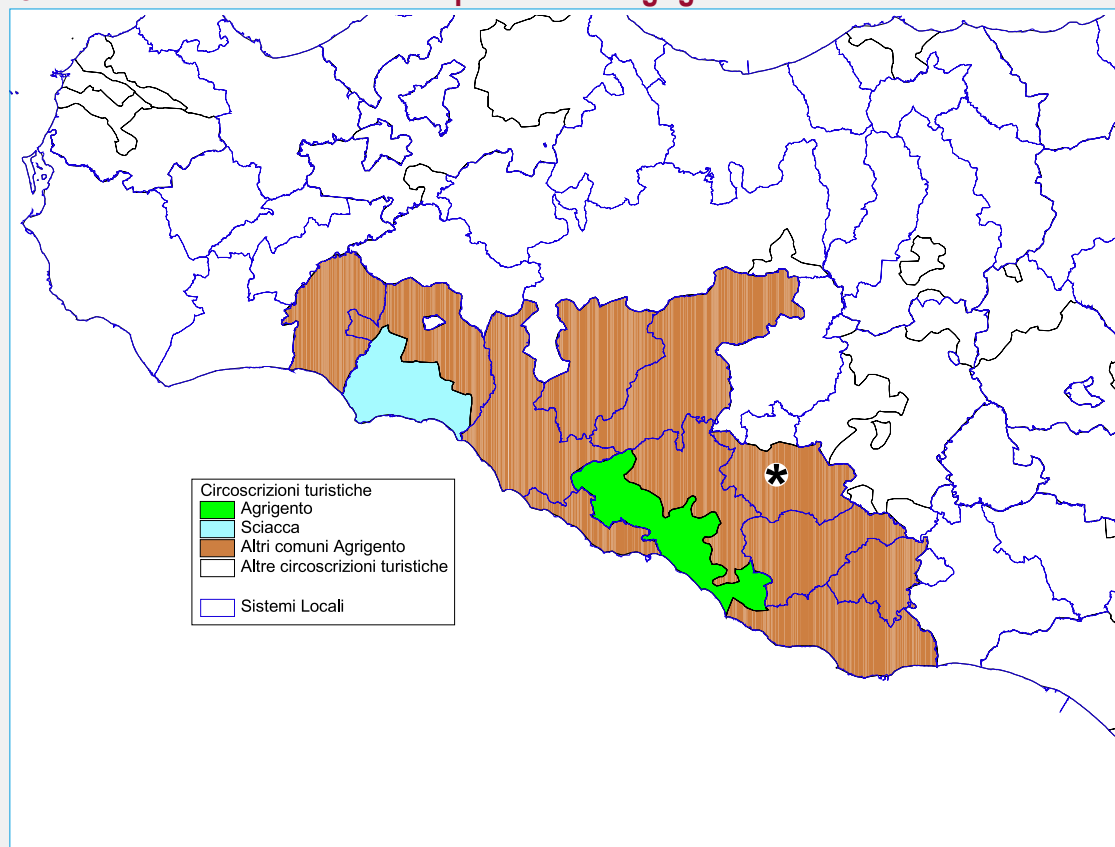 Circoscrizioni turistiche
Agrigento
Sciacca
Altri comuni Agrigento
Altre circoscrizioni turistiche
Sistemi Locali
*